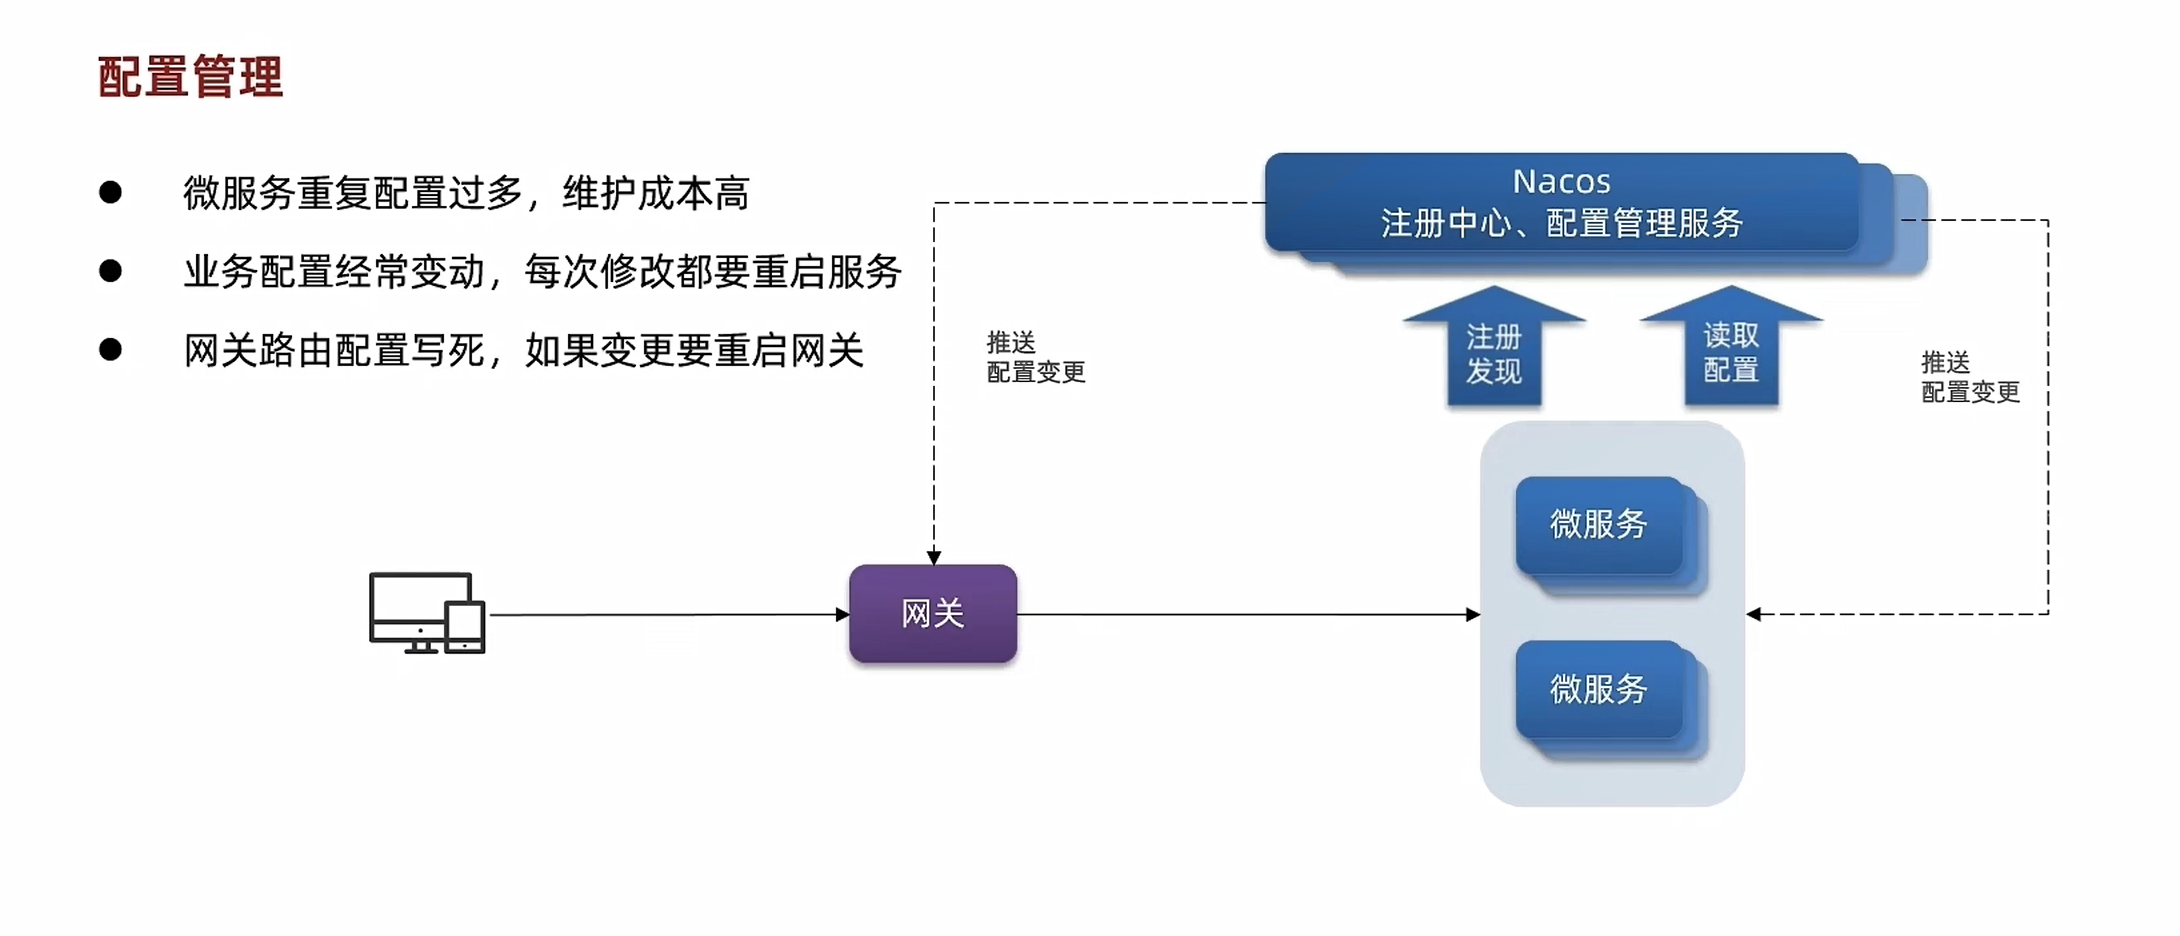 配置管理
微服务重复配置过多，维护成本高
业务配置经常变动，每次修改都要重启服务
网关路由配置写死，如果变更要重启网关
Nacos
注册中心、配置管理服务
推送
配置变更
注册
发现
读取
配置
推送
配置变更
微服务
网关
微服务